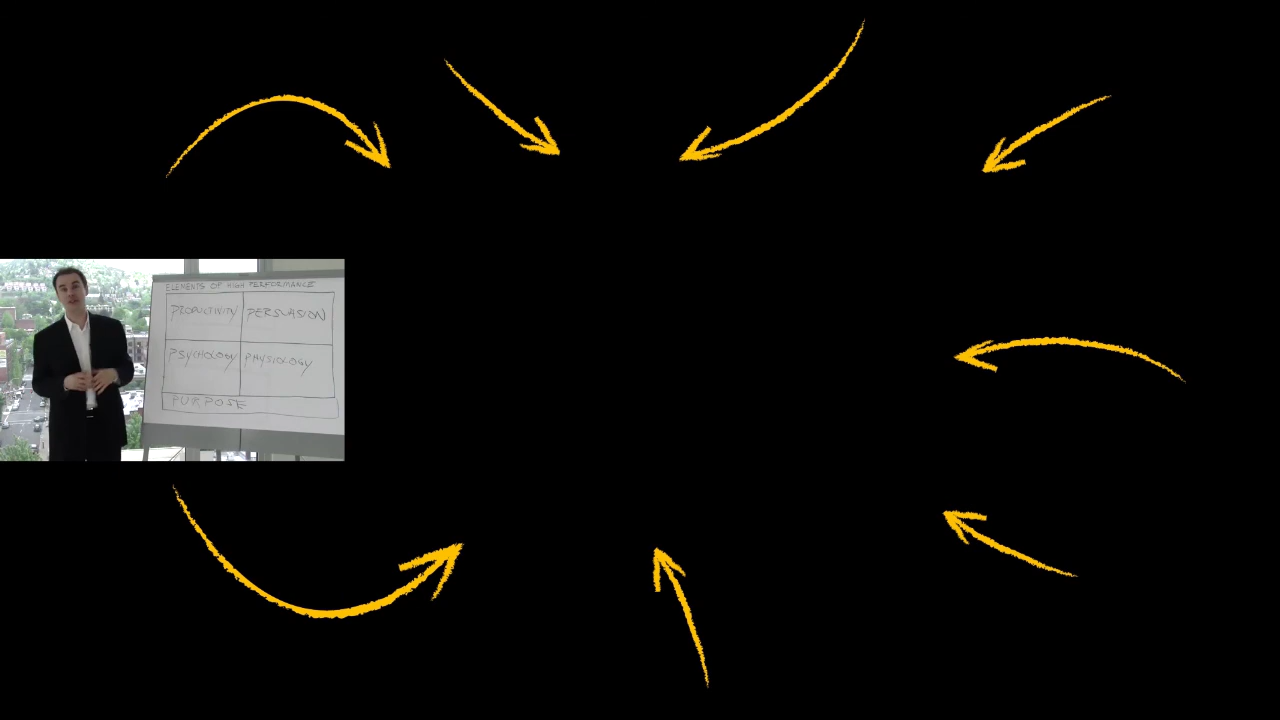 ELEMENTS OF HIGH PERFORMANCE
PRODUCTIVITY PERSUASION
PSYCHOLOGY PHYSIOLOGY
PURPOSE